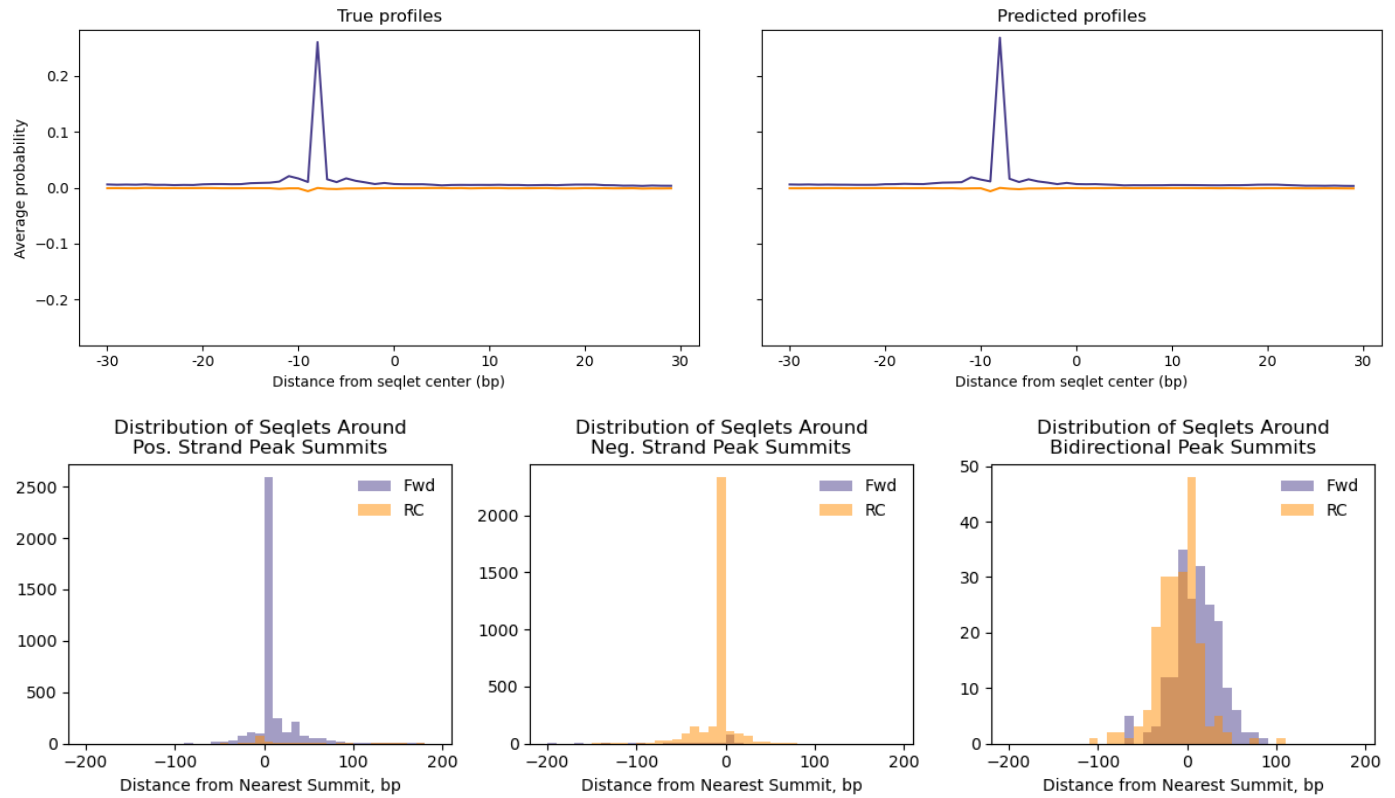 True profiles
Predicted profiles
Average probability
0.2
0.1
0.0
−0.1
−0.2
-30 -20 -10 0 10 20 30
-30 -20 -10 0 10 20 30
Distance from seqlet center (bp)
Distance from seqlet center (bp)
Distribution of Seqlets Around
Pos. Strand Peak Summits
2500
2000
1500
1000
500
0
Fwd
RC
−200 −100 0 100 200
Distance from Nearest Summit, bp
Distribution of Seqlets Around
Neg. Strand Peak Summits
2000
1500
1000
500
0
Fwd
RC
−200 −100 0 100 200
Distance from Nearest Summit, bp
Distribution of Seqlets Around
Bidirectional Peak Summits
50
40
30
20
10
0
Fwd
RC
−200 −100 0 100 200
Distance from Nearest Summit, bp